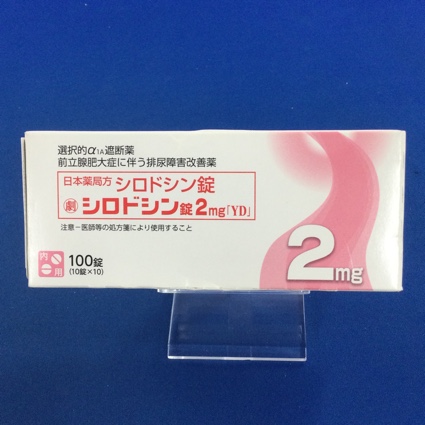 選択的α1A遮断薬
前立腺肥大症に伴う排尿障害改善薬
日本薬局方 シロドシン錠
劇 シロドシン錠2mg「YD」
注意－医師等の処方箋により使用すること
内用
100錠
(10錠×10)
2mg